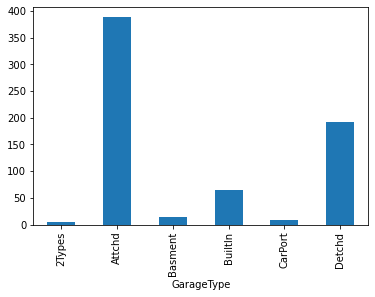 400
350
300
250
200
150
100
50
0
2Types
Attchd
Basment
BuiltIn
CarPort
Detchd
GarageType